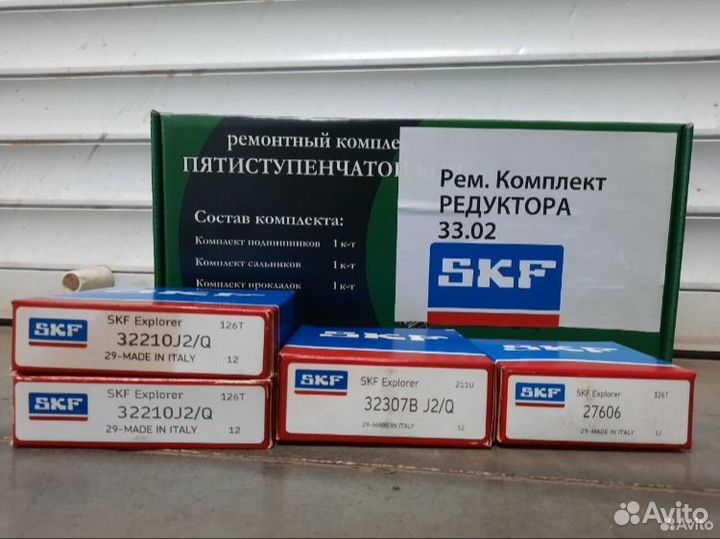 ремонтный компле
ПЯТИСТУПЕНЧАТОЙ
Состав комплекта:
Комплект подшипников 1 к-т
Комплект сальников 1 к-т
Комплект прокладок 1 к-т
Рем. Комплект
РЕДУКТОРА
33.02
SKF
SKF
SKF Explorer
126T
32210J2/Q
29-MADE IN ITALY
12
SKF
SKF Explorer
126T
32210J2/Q
29-MADE IN ITALY
12
SKF
SKF Explorer
211U
32307B J2/Q
29-MADE IN ITALY
12
SKF
SKF Explorer
126T
27606
29-MADE IN ITALY
12
Avito
Avito